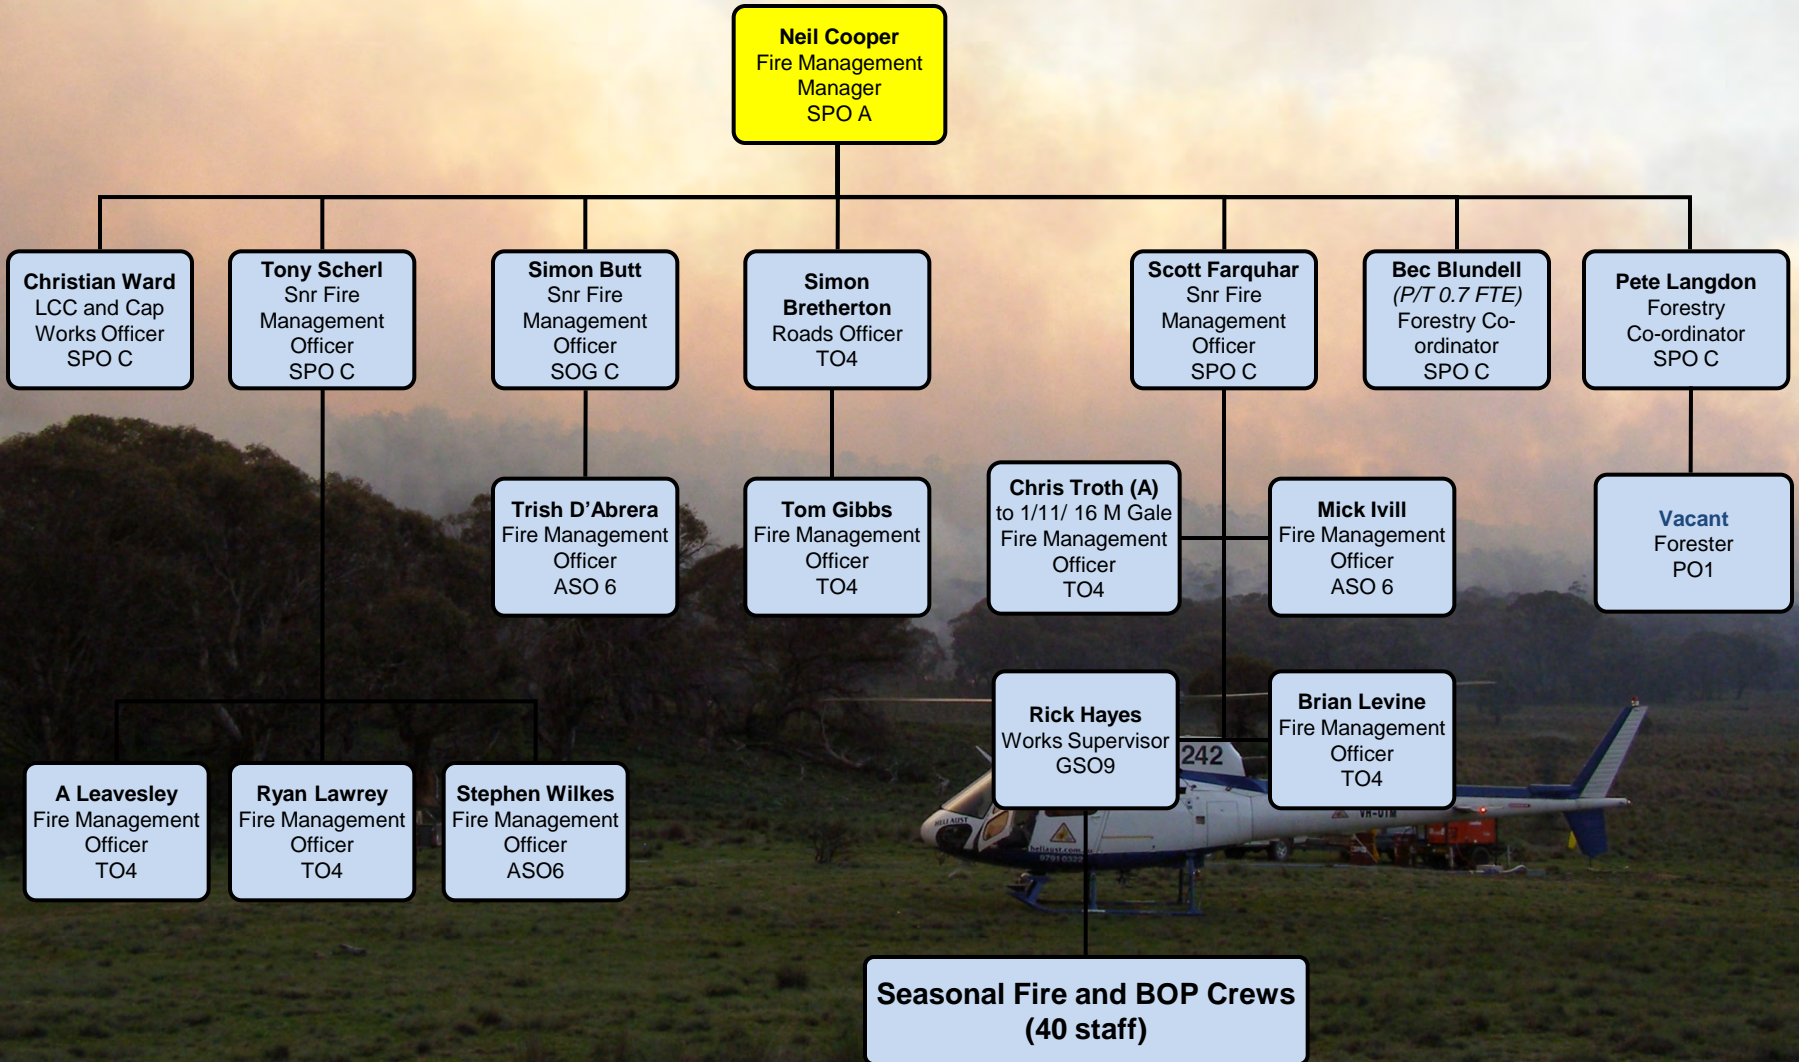 Neil Cooper
Fire Management
Manager
SPO A
Christian Ward
LCC and Cap
Works Officer
SPO C
Tony Scherl
Snr Fire
Management
Officer
SPO C
Simon Butt
Snr Fire
Management
Officer
SOG C
Simon
Bretherton
Roads Officer
TO4
Scott Farquhar
Snr Fire
Management
Officer
SPO C
Bec Blundell
(P/T 0.7 FTE)
Forestry Co-
ordinator
SPO C
Pete Langdon
Forestry
Co-ordinator
SPO C
Trish D’Abrera
Fire Management
Officer
ASO 6
Tom Gibbs
Fire Management
Officer
TO4
Chris Troth (A)
to 1/11/ 16 M Gale
Fire Management
Officer
TO4
Mick Ivill
Fire Management
Officer
ASO 6
Vacant
Forester
PO1
Rick Hayes
Works Supervisor
GSO9
Brian Levine
Fire Management
Officer
TO4
A Leavesley
Fire Management
Officer
TO4
Ryan Lawrey
Fire Management
Officer
TO4
Stephen Wilkes
Fire Management
Officer
ASO6
242
HELI AUST
VH-UTM
Seasonal Fire and BOP Crews
(40 staff)